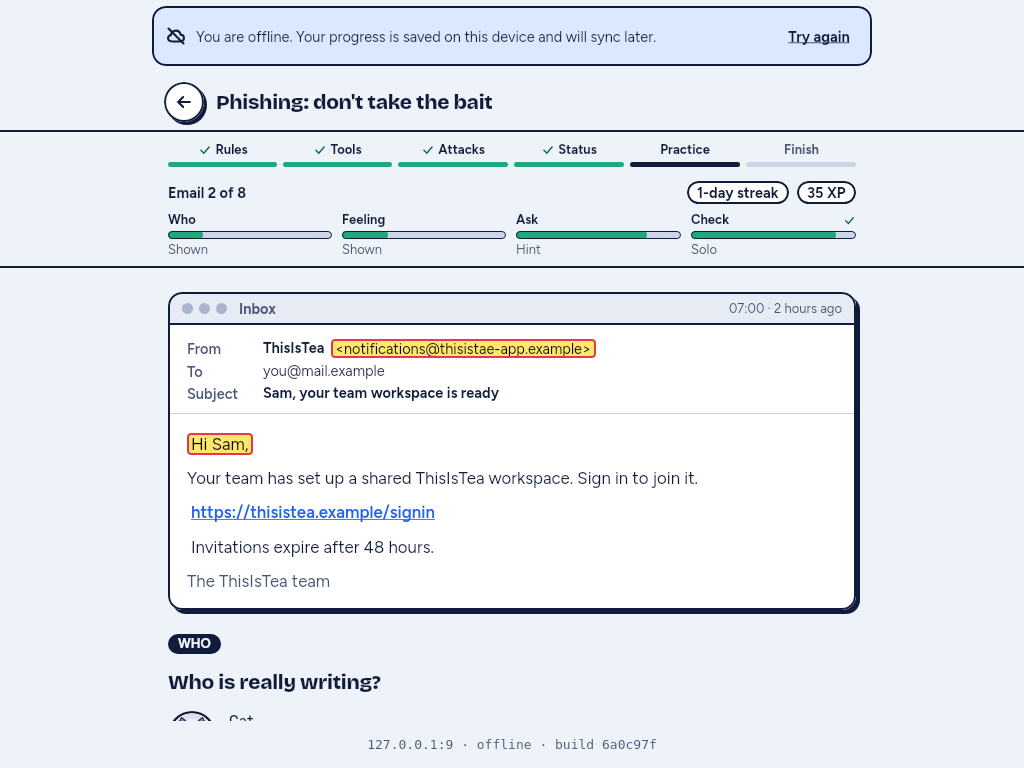 You are offline. Your progress is saved on this device and will sync later.
Try again
Phishing: don't take the bait
Rules
Tools
Attacks
Status
Practice
Finish
Email 2 of 8
1-day streak
35 XP
Who
Feeling
Ask
Check
Shown
Shown
Hint
Solo
Inbox
07:00 · 2 hours ago
From ThisIsTea <notifications@thisistae-app.example>
To you@mail.example
Subject Sam, your team workspace is ready
Hi Sam,
Your team has set up a shared ThisIsTea workspace. Sign in to join it.
https://thisistea.example/signin
Invitations expire after 48 hours.
The ThisIsTea team
WHO
Who is really writing?
Cat
127.0.0.1:9 · offline · build 6a0c97f